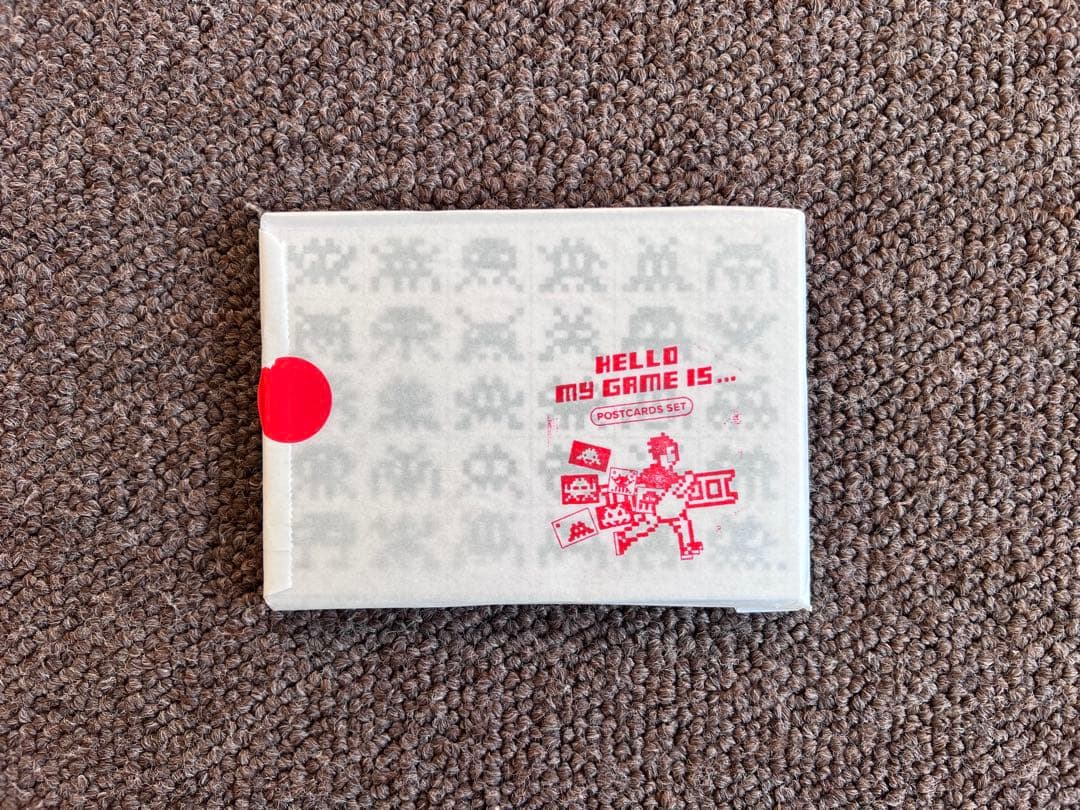 HELLO
MY GAME IS...
POSTCARDS SET